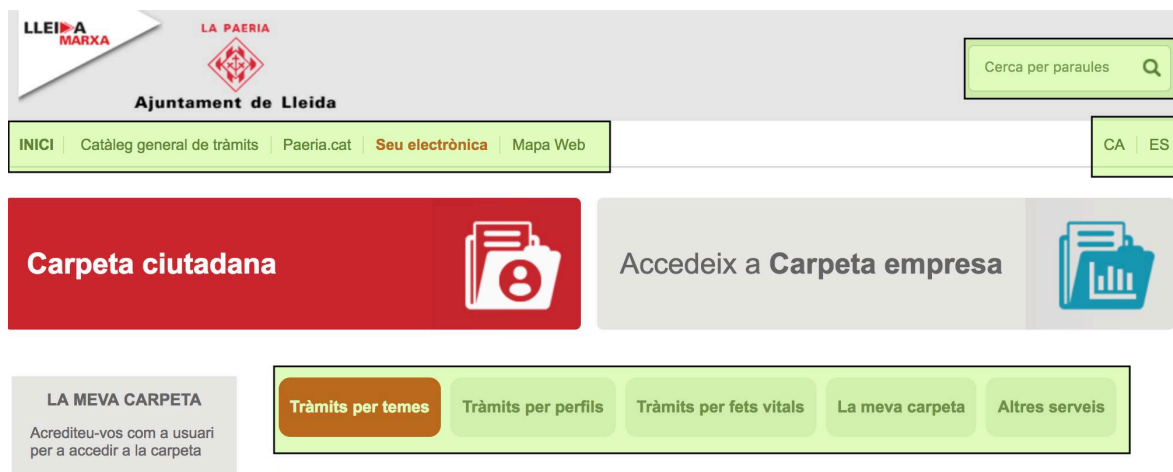 LLEIDA
MARXA
LA PAERIA
Ajuntament de Lleida
Cerca per paraules
INICI Catàleg general de tràmits Paeria.cat Seu electrònica Mapa Web
CA ES
Carpeta ciutadana
Accedeix a Carpeta empresa
LA MEVA CARPETA
Acrediteu-vos com a usuari
per a accedir a la carpeta
Tràmits per temes Tràmits per perfils Tràmits per fets vitals La meva carpeta Altres serveis